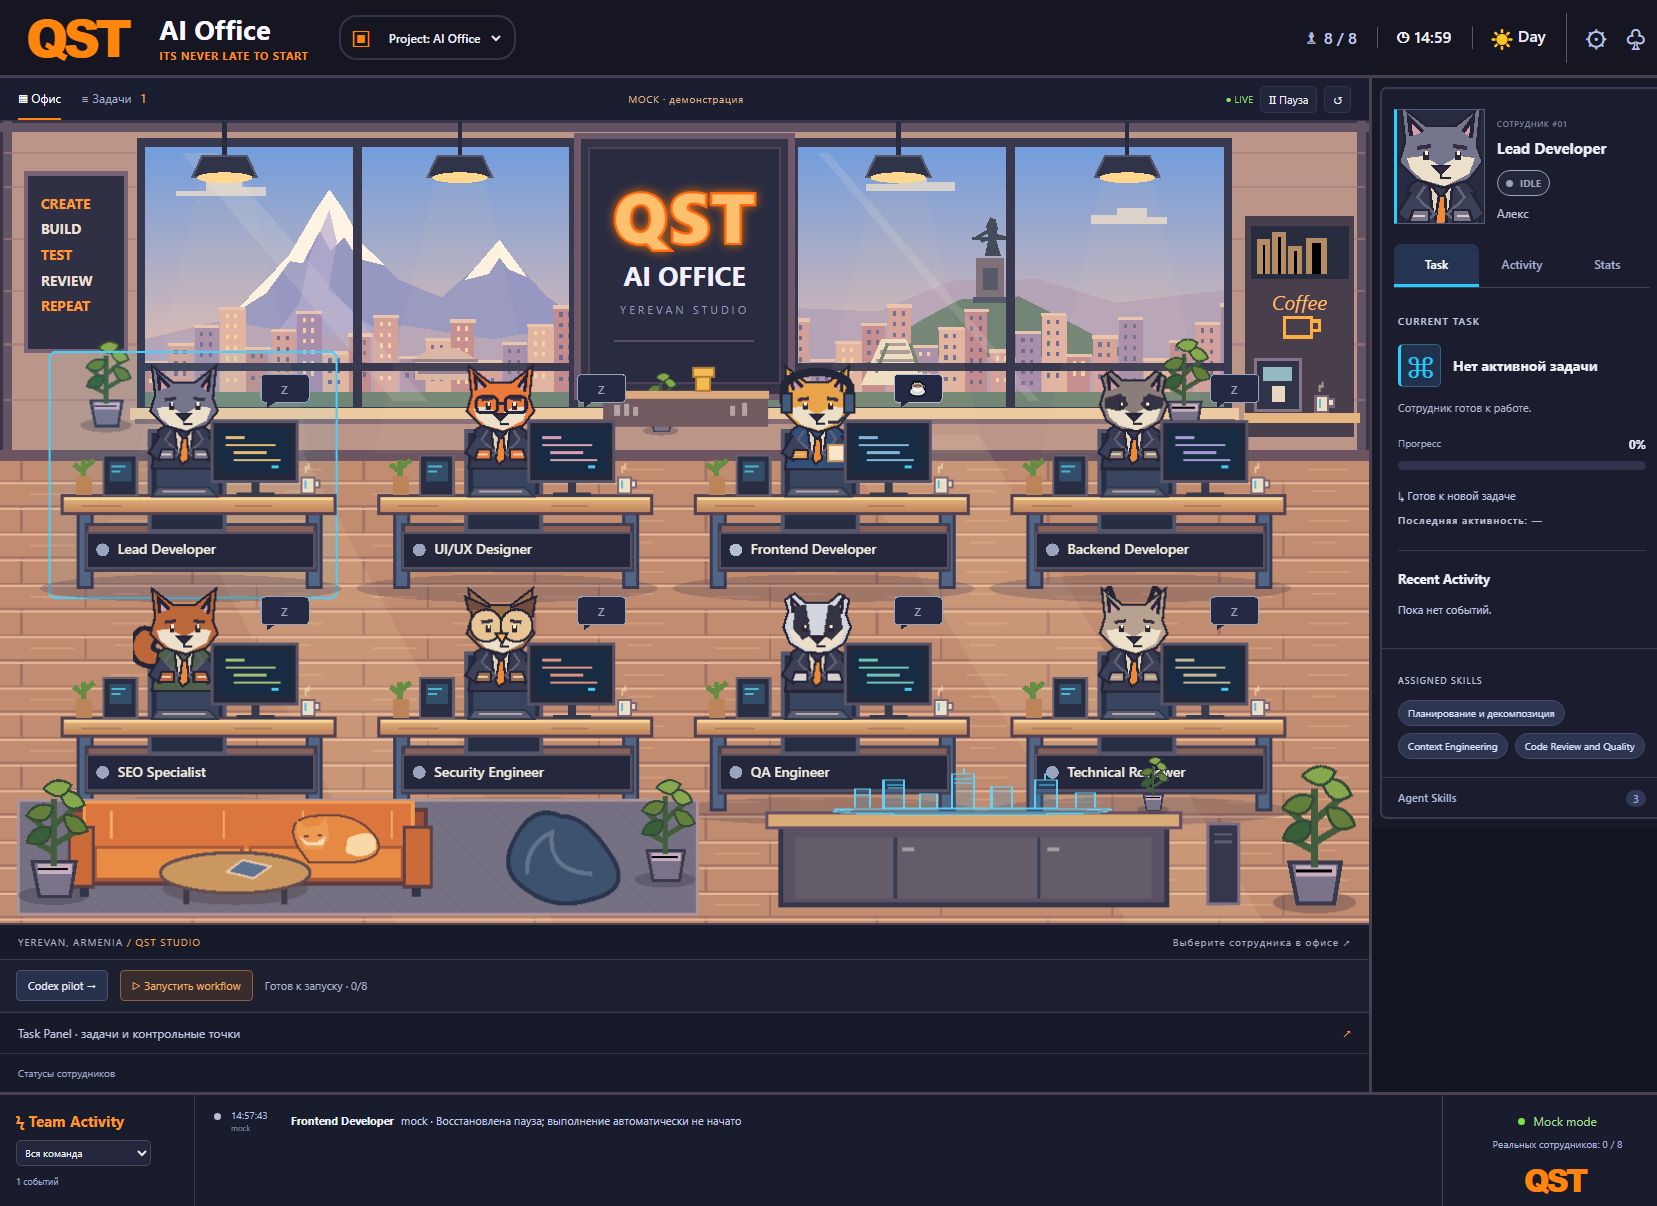 QST
AI Office
ITS NEVER LATE TO START
Project: AI Office
8 / 8
14:59
Day
Офис
Задачи 1
МОСК · демонстрация
LIVE
Пауза
CREATE
BUILD
TEST
REVIEW
REPEAT
QST
AI OFFICE
YEREVAN STUDIO
Coffee
Z
Z
Z
Lead Developer
UI/UX Designer
Frontend Developer
Backend Developer
Z
Z
Z
Z
SEO Specialist
Security Engineer
QA Engineer
Technical
YEREVAN, ARMENIA / QST STUDIO
Выберите сотрудника в офисе ↗
Codex pilot →
▷ Запустить workflow
Готов к запуску · 0/8
Task Panel · задачи и контрольные точки ↗
Статусы сотрудников
СОТРУДНИК #01
Lead Developer
IDLE
Алекс
Task
Activity
Stats
CURRENT TASK
⌘ Нет активной задачи
Сотрудник готов к работе.
Прогресс 0%
↳ Готов к новой задаче
Последняя активность: —
Recent Activity
Пока нет событий.
ASSIGNED SKILLS
Планирование и декомпозиция
Context Engineering
Code Review and Quality
Agent Skills 3
Team Activity
Вся команда
1 событий
14:57:43
mock
Frontend Developer mock · Восстановлена пауза; выполнение автоматически не начато
Mock mode
Реальных сотрудников: 0 / 8
QST